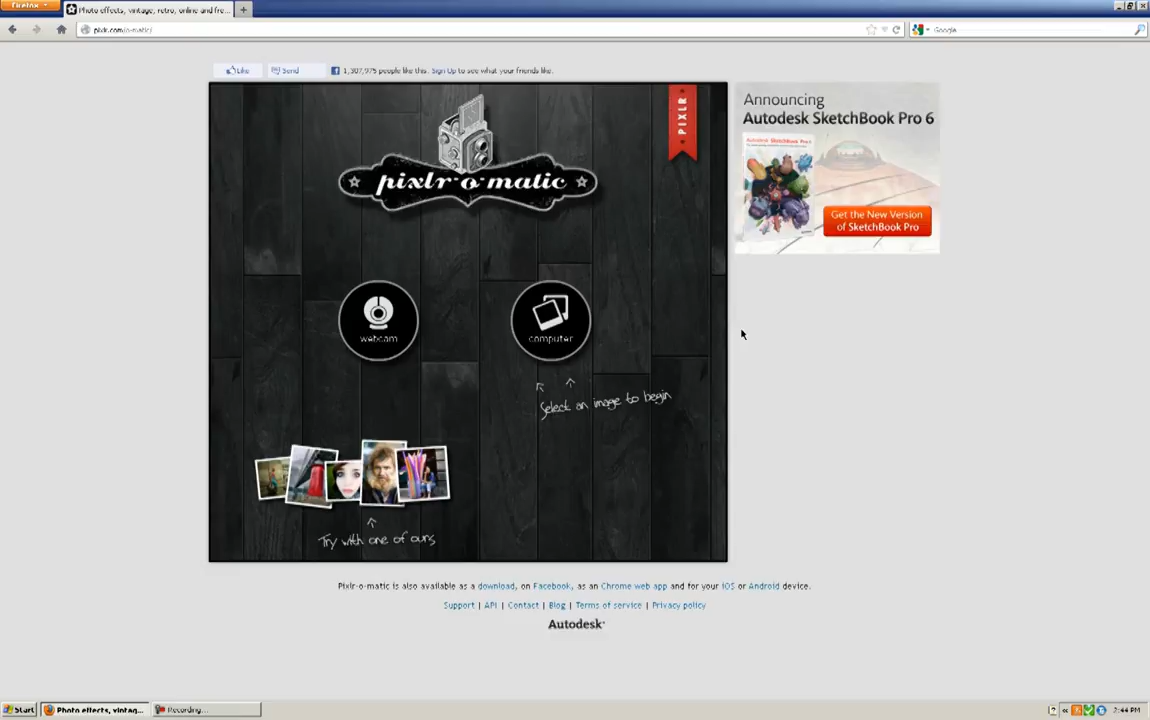 Firefox
Photo effects, vintage, retro, online and fre...
pixlr.com/o-matic/
Google
Like
Send
1,307,975 people like this. Sign Up to see what your friends like.
PIXLR
pixlr-o-matic
Announcing
Autodesk SketchBook Pro 6
Get the New Version
of SketchBook Pro
webcam
computer
Select an image to begin
Try with one of ours
Pixlr-o-matic is also available as a download, on Facebook, as an Chrome web app and for your iOS or Android device.
Support | API | Contact | Blog | Terms of service | Privacy policy
Autodesk
Start
Photo effects, vintag...
Recording...
2:44 PM